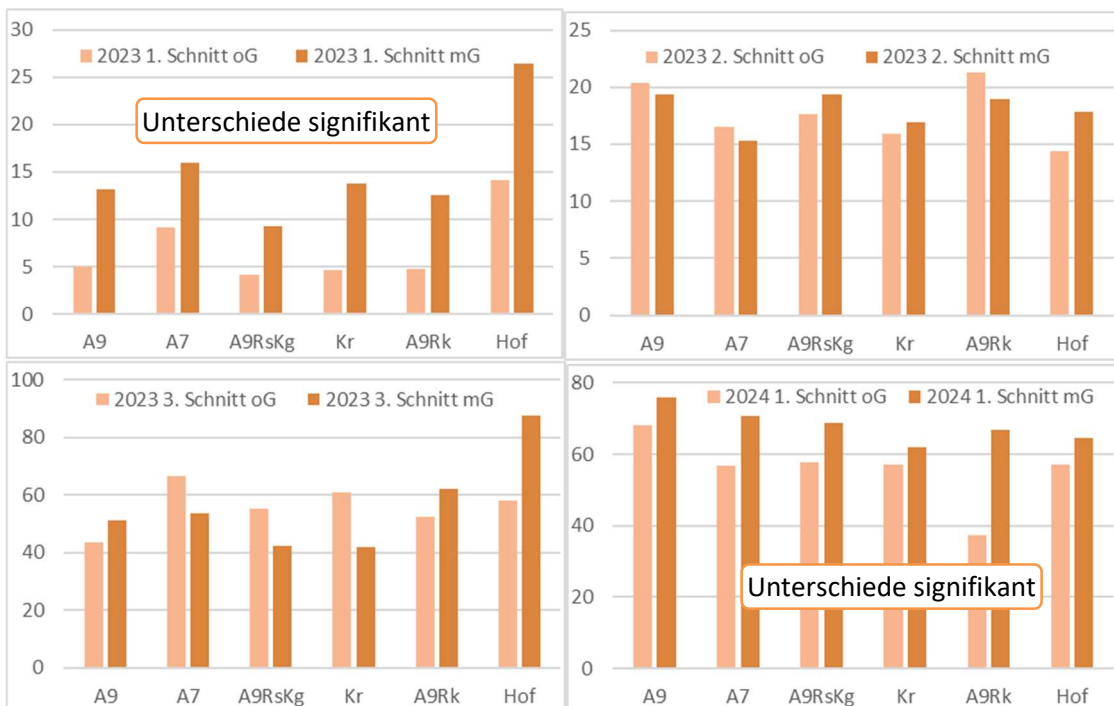 30
25
20
15
10
5
0
2023 1. Schnitt oG 2023 1. Schnitt mG
Unterschiede signifikant
A9 A7 A9RsKg Kr A9Rk Hof
25
20
15
10
5
0
2023 2. Schnitt oG 2023 2. Schnitt mG
A9 A7 A9RsKg Kr A9Rk Hof
100
80
60
40
20
0
2023 3. Schnitt oG 2023 3. Schnitt mG
A9 A7 A9RsKg Kr A9Rk Hof
80
60
40
20
0
2024 1. Schnitt oG 2024 1. Schnitt mG
Unterschiede signifikant
A9 A7 A9RsKg Kr A9Rk Hof